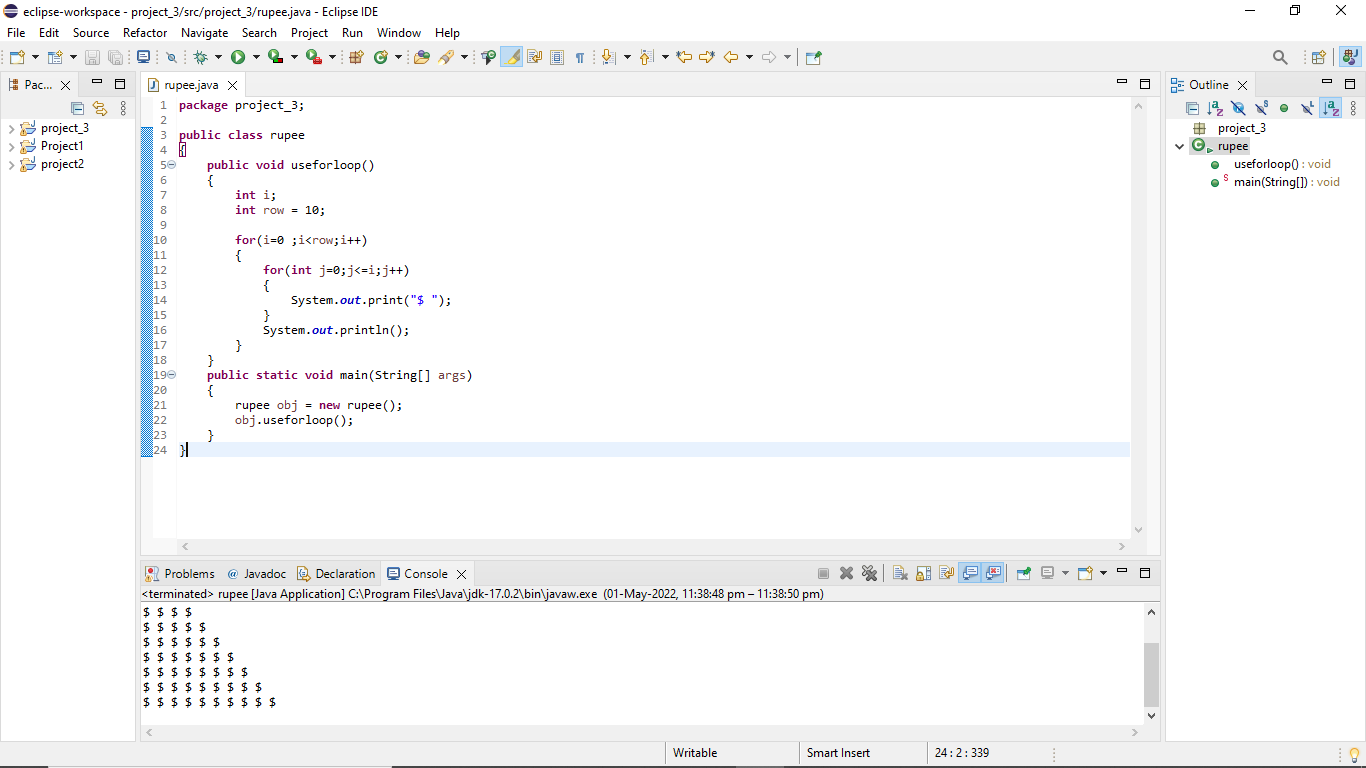 eclipse-workspace - project_3/src/project_3/rupee.java - Eclipse IDE
File Edit Source Refactor Navigate Search Project Run Window Help
Pac...
project_3
Project1
project2
rupee.java
1 package project_3;
2
3 public class rupee
4 {
5 public void useforloop()
6 {
7 int i;
8 int row = 10;
9
10 for(i=0 ;i<row;i++)
11 {
12 for(int j=0;j<=i;j++)
13 {
14 System.out.print("$ ");
15 }
16 System.out.println();
17 }
18 }
19 public static void main(String[] args)
20 {
21 rupee obj = new rupee();
22 obj.useforloop();
23 }
24 }
Outline
project_3
rupee
useforloop() : void
main(String[]) : void
Problems @ Javadoc Declaration Console
<terminated> rupee [Java Application] C:\Program Files\Java\jdk-17.0.2\bin\javaw.exe (01-May-2022, 11:38:48 pm – 11:38:50 pm)
$ $ $ $
$ $ $ $ $
$ $ $ $ $ $
$ $ $ $ $ $ $
$ $ $ $ $ $ $ $
$ $ $ $ $ $ $ $ $
$ $ $ $ $ $ $ $ $ $
Writable Smart Insert 24 : 2 : 339